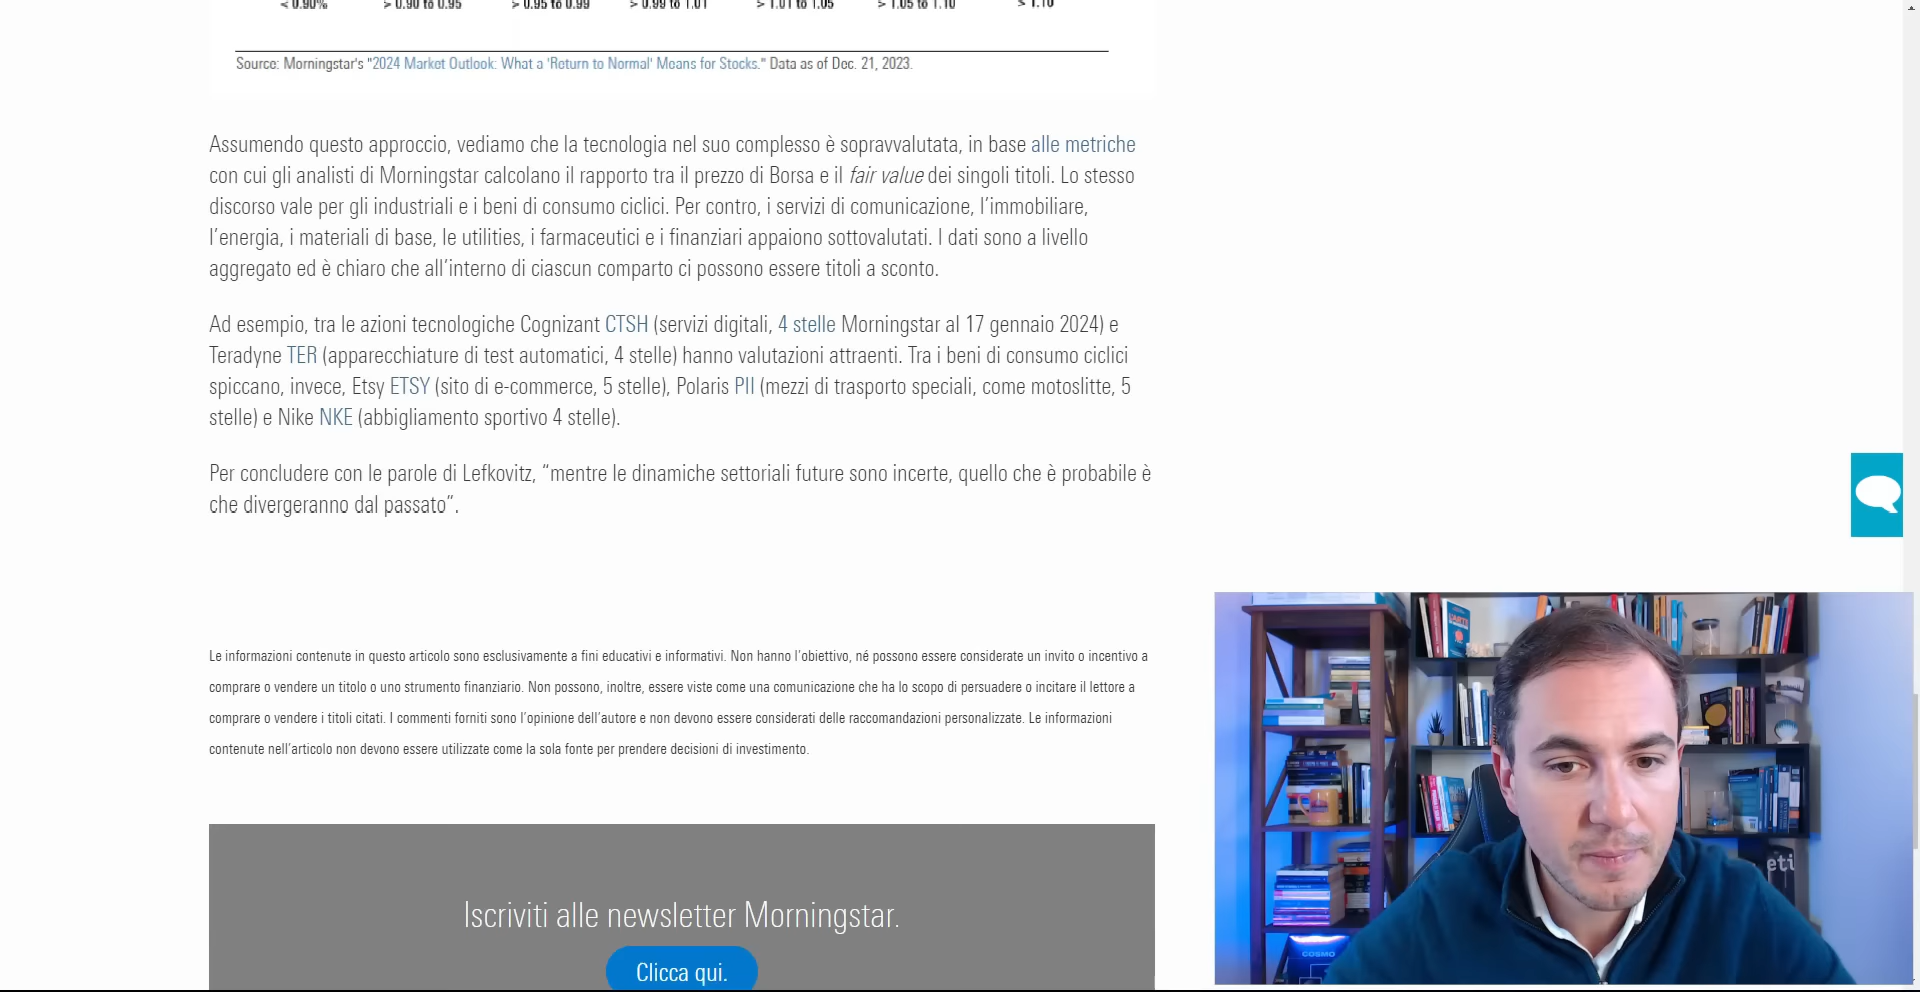 < 0.90% > 0.90 to 0.95 > 0.95 to 0.99 > 0.99 to 1.01 > 1.01 to 1.05 > 1.05 to 1.10 > 1.10
Source: Morningstar's "2024 Market Outlook: What a 'Return to Normal' Means for Stocks." Data as of Dec. 21, 2023.
Assumendo questo approccio, vediamo che la tecnologia nel suo complesso è sopravvalutata, in base alle metriche
con cui gli analisti di Morningstar calcolano il rapporto tra il prezzo di Borsa e il fair value dei singoli titoli. Lo stesso
discorso vale per gli industriali e i beni di consumo ciclici. Per contro, i servizi di comunicazione, l'immobiliare,
l'energia, i materiali di base, le utilities, i farmaceutici e i finanziari appaiono sottovalutati. I dati sono a livello
aggregato ed è chiaro che all'interno di ciascun comparto ci possono essere titoli a sconto.
Ad esempio, tra le azioni tecnologiche Cognizant CTSH (servizi digitali, 4 stelle Morningstar al 17 gennaio 2024) e
Teradyne TER (apparecchiature di test automatici, 4 stelle) hanno valutazioni attraenti. Tra i beni di consumo ciclici
spiccano, invece, Etsy ETSY (sito di e-commerce, 5 stelle), Polaris PII (mezzi di trasporto speciali, come motoslitte, 5
stelle) e Nike NKE (abbigliamento sportivo 4 stelle).
Per concludere con le parole di Lefkovitz, “mentre le dinamiche settoriali future sono incerte, quello che è probabile è
che divergeranno dal passato”.
Le informazioni contenute in questo articolo sono esclusivamente a fini educativi e informativi. Non hanno l'obiettivo, né possono essere considerate un invito o incentivo a
comprare o vendere un titolo o uno strumento finanziario. Non possono, inoltre, essere viste come una comunicazione che ha lo scopo di persuadere o incitare il lettore a
comprare o vendere i titoli citati. I commenti forniti sono l'opinione dell'autore e non devono essere considerati delle raccomandazioni personalizzate. Le informazioni
contenute nell'articolo non devono essere utilizzate come la sola fonte per prendere decisioni di investimento.
Iscriviti alle newsletter Morningstar.
Clicca qui.
eti
COSMO